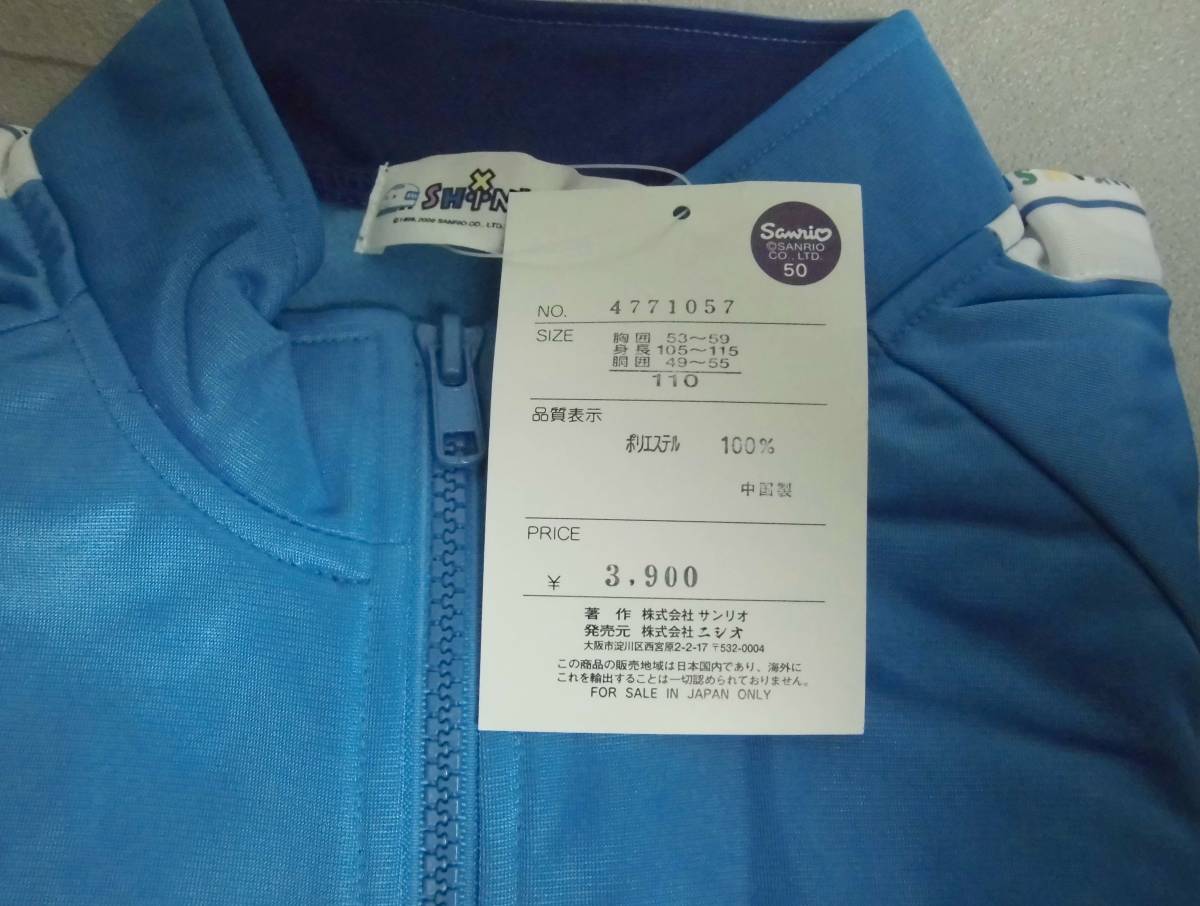 SHIN
©1998, 2009 SANRIO CO., LTD.
Sanrio
©SANRIO
CO., LTD.
50
NO. 4771057
SIZE 胸囲 53〜59
身長 105〜115
胴囲 49〜55
110
品質表示
ポリエステル 100%
中国製
PRICE
¥ 3,900
著 作 株式会社 サンリオ
発売元 株式会社 ニシオ
大阪市淀川区西宮原2-2-17 〒532-0004
この商品の販売地域は日本国内であり、海外に
これを輸出することは一切認められておりません。
FOR SALE IN JAPAN ONLY